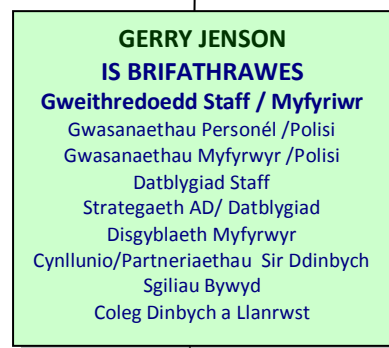 GERRY JENSON
IS BRIFATHRAWES
Gweithredoedd Staff / Myfyriwr
Gwasanaethau Personél /Polisi
Gwasanaethau Myfyrwyr /Polisi
Datblygiad Staff
Strategaeth AD/ Datblygiad
Disgyblaeth Myfyrwyr
Cynllunio/Partneriaethau Sir Ddinbych
Sgiliau Bywyd
Coleg Dinbych a Llanrwst